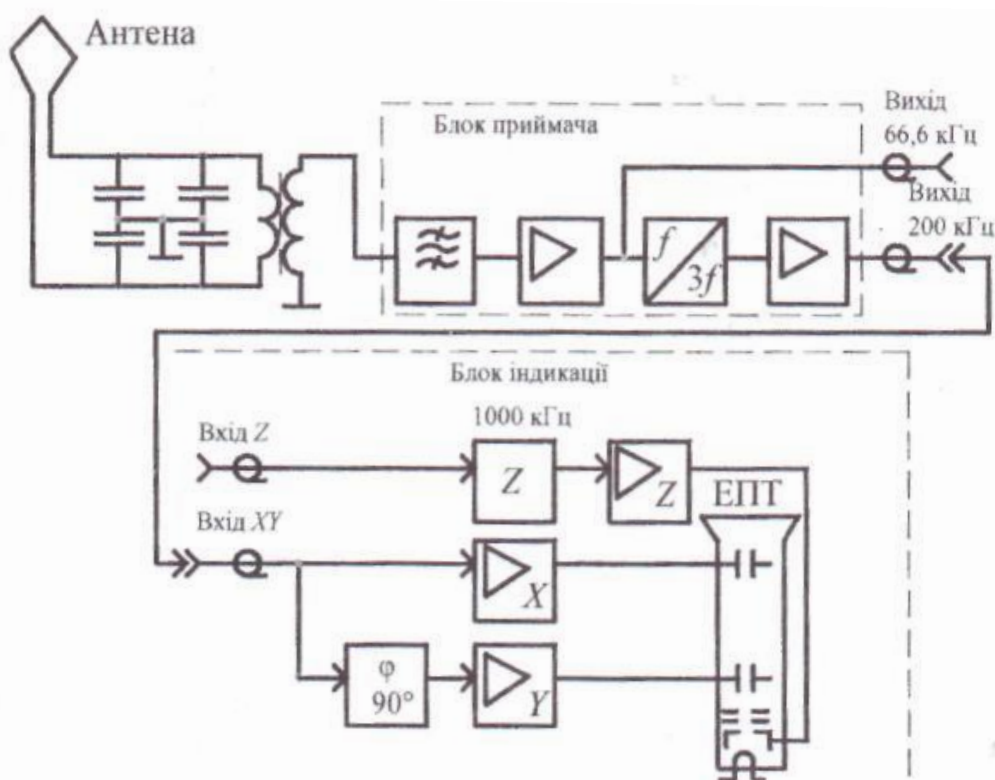 Антена
Блок приймача
Вихід
66,6 кГц
Вихід
200 кГц
f
3f
Блок індикації
1000 кГц
Вхід Z
Z
Z
ЕПТ
Вхід XY
X
φ
90°
Y